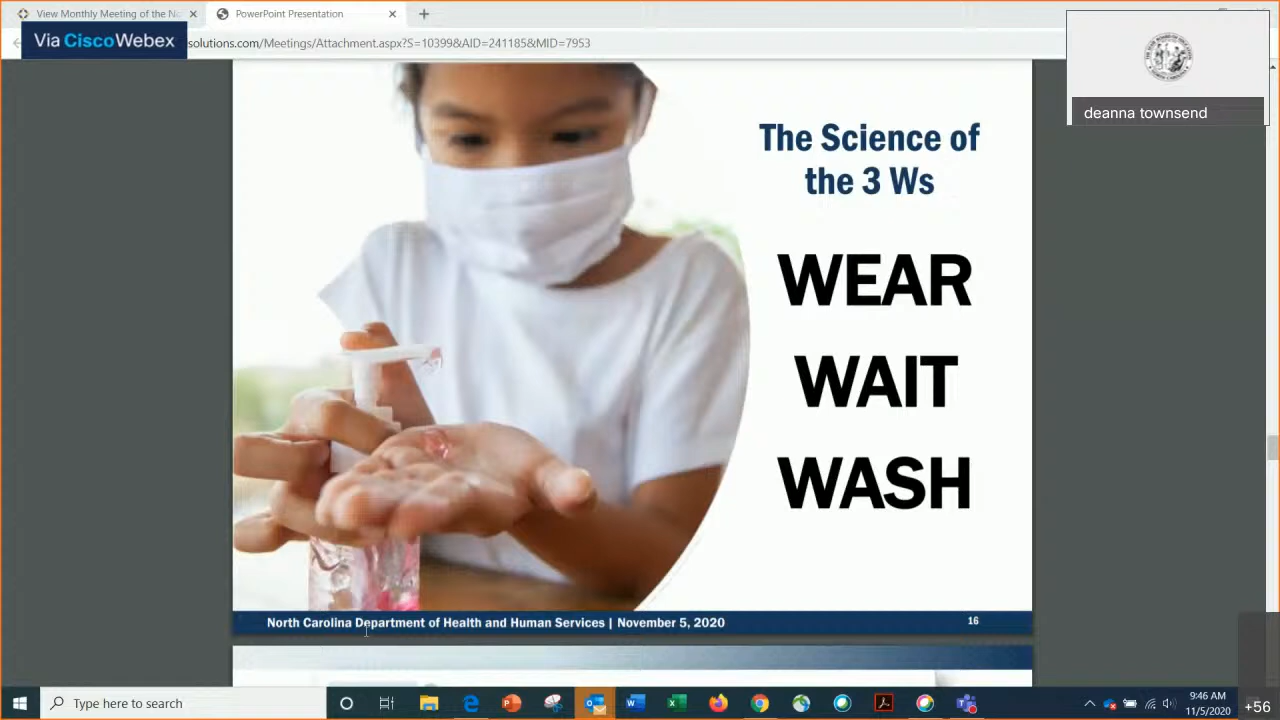 View Monthly Meeting of the No
PowerPoint Presentation
Via CiscoWebex
solutions.com/Meetings/Attachment.aspx?S=10399&AID=241185&MID=7953
deanna townsend
The Science of
the 3 Ws
WEAR
WAIT
WASH
North Carolina Department of Health and Human Services | November 5, 2020
16
Type here to search
9:46 AM
11/5/2020
+56